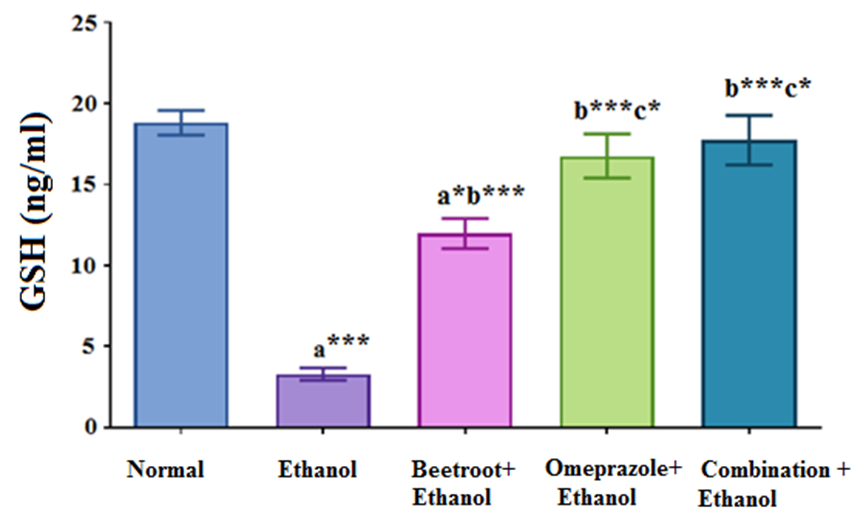 25
20
15
10
5
0
GSH (ng/ml)
a***
a*b***
b***c*
b***c*
Normal
Ethanol
Beetroot+
Ethanol
Omeprazole+
Ethanol
Combination +
Ethanol